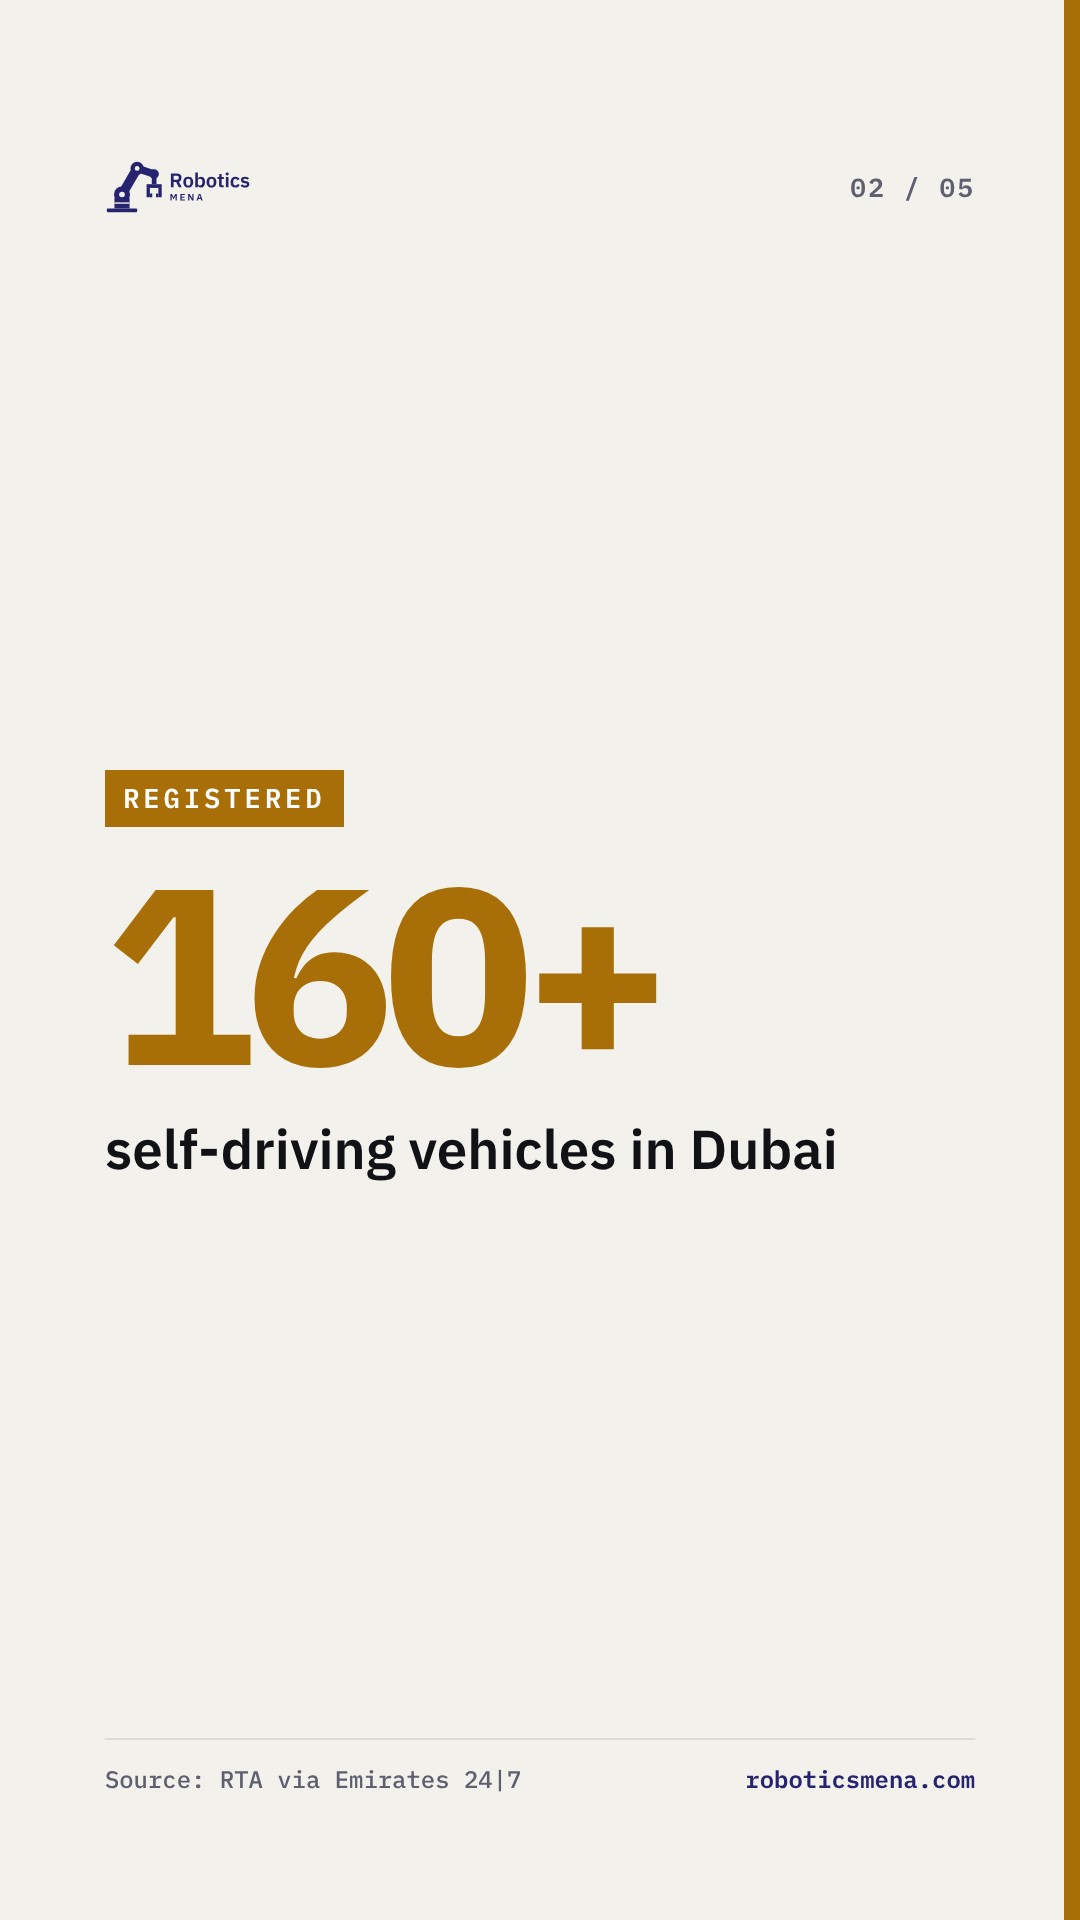 Robotics
MENA
02 / 05
REGISTERED
160+
self-driving vehicles in Dubai
Source: RTA via Emirates 24|7
roboticsmena.com